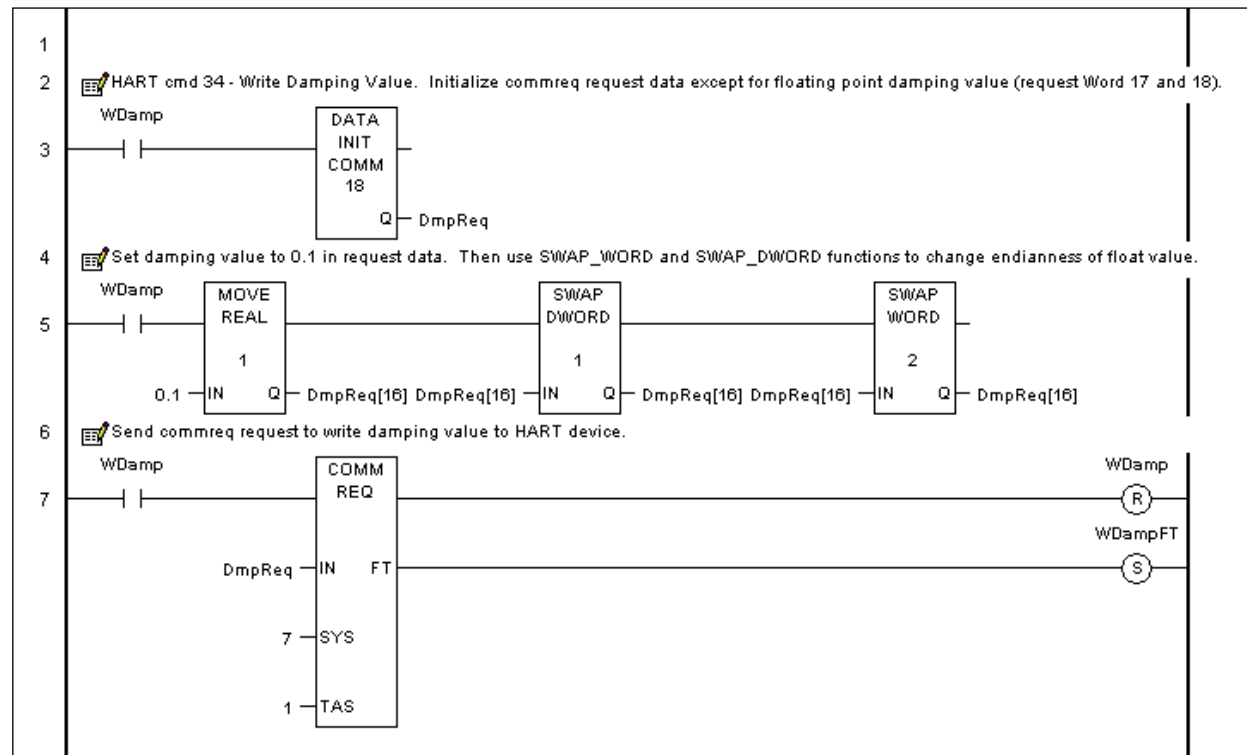 1
2 HART cmd 34 - Write Damping Value. Initialize commreq request data except for floating point damping value (request Word 17 and 18).
WDamp
DATA
INIT
3 COMM
18
Q DmpReq
4 Set damping value to 0.1 in request data. Then use SWAP_WORD and SWAP_DWORD functions to change endianness of float value.
WDamp MOVE SWAP SWAP
5 REAL DWORD WORD
1 1 2
0.1 IN Q DmpReq[16] DmpReq[16] IN Q DmpReq[16] DmpReq[16] IN Q DmpReq[16]
6 Send commreq request to write damping value to HART device.
WDamp COMM WDamp
7 REQ R
WDampFT
DmpReq IN FT S
7 SYS
1 TAS